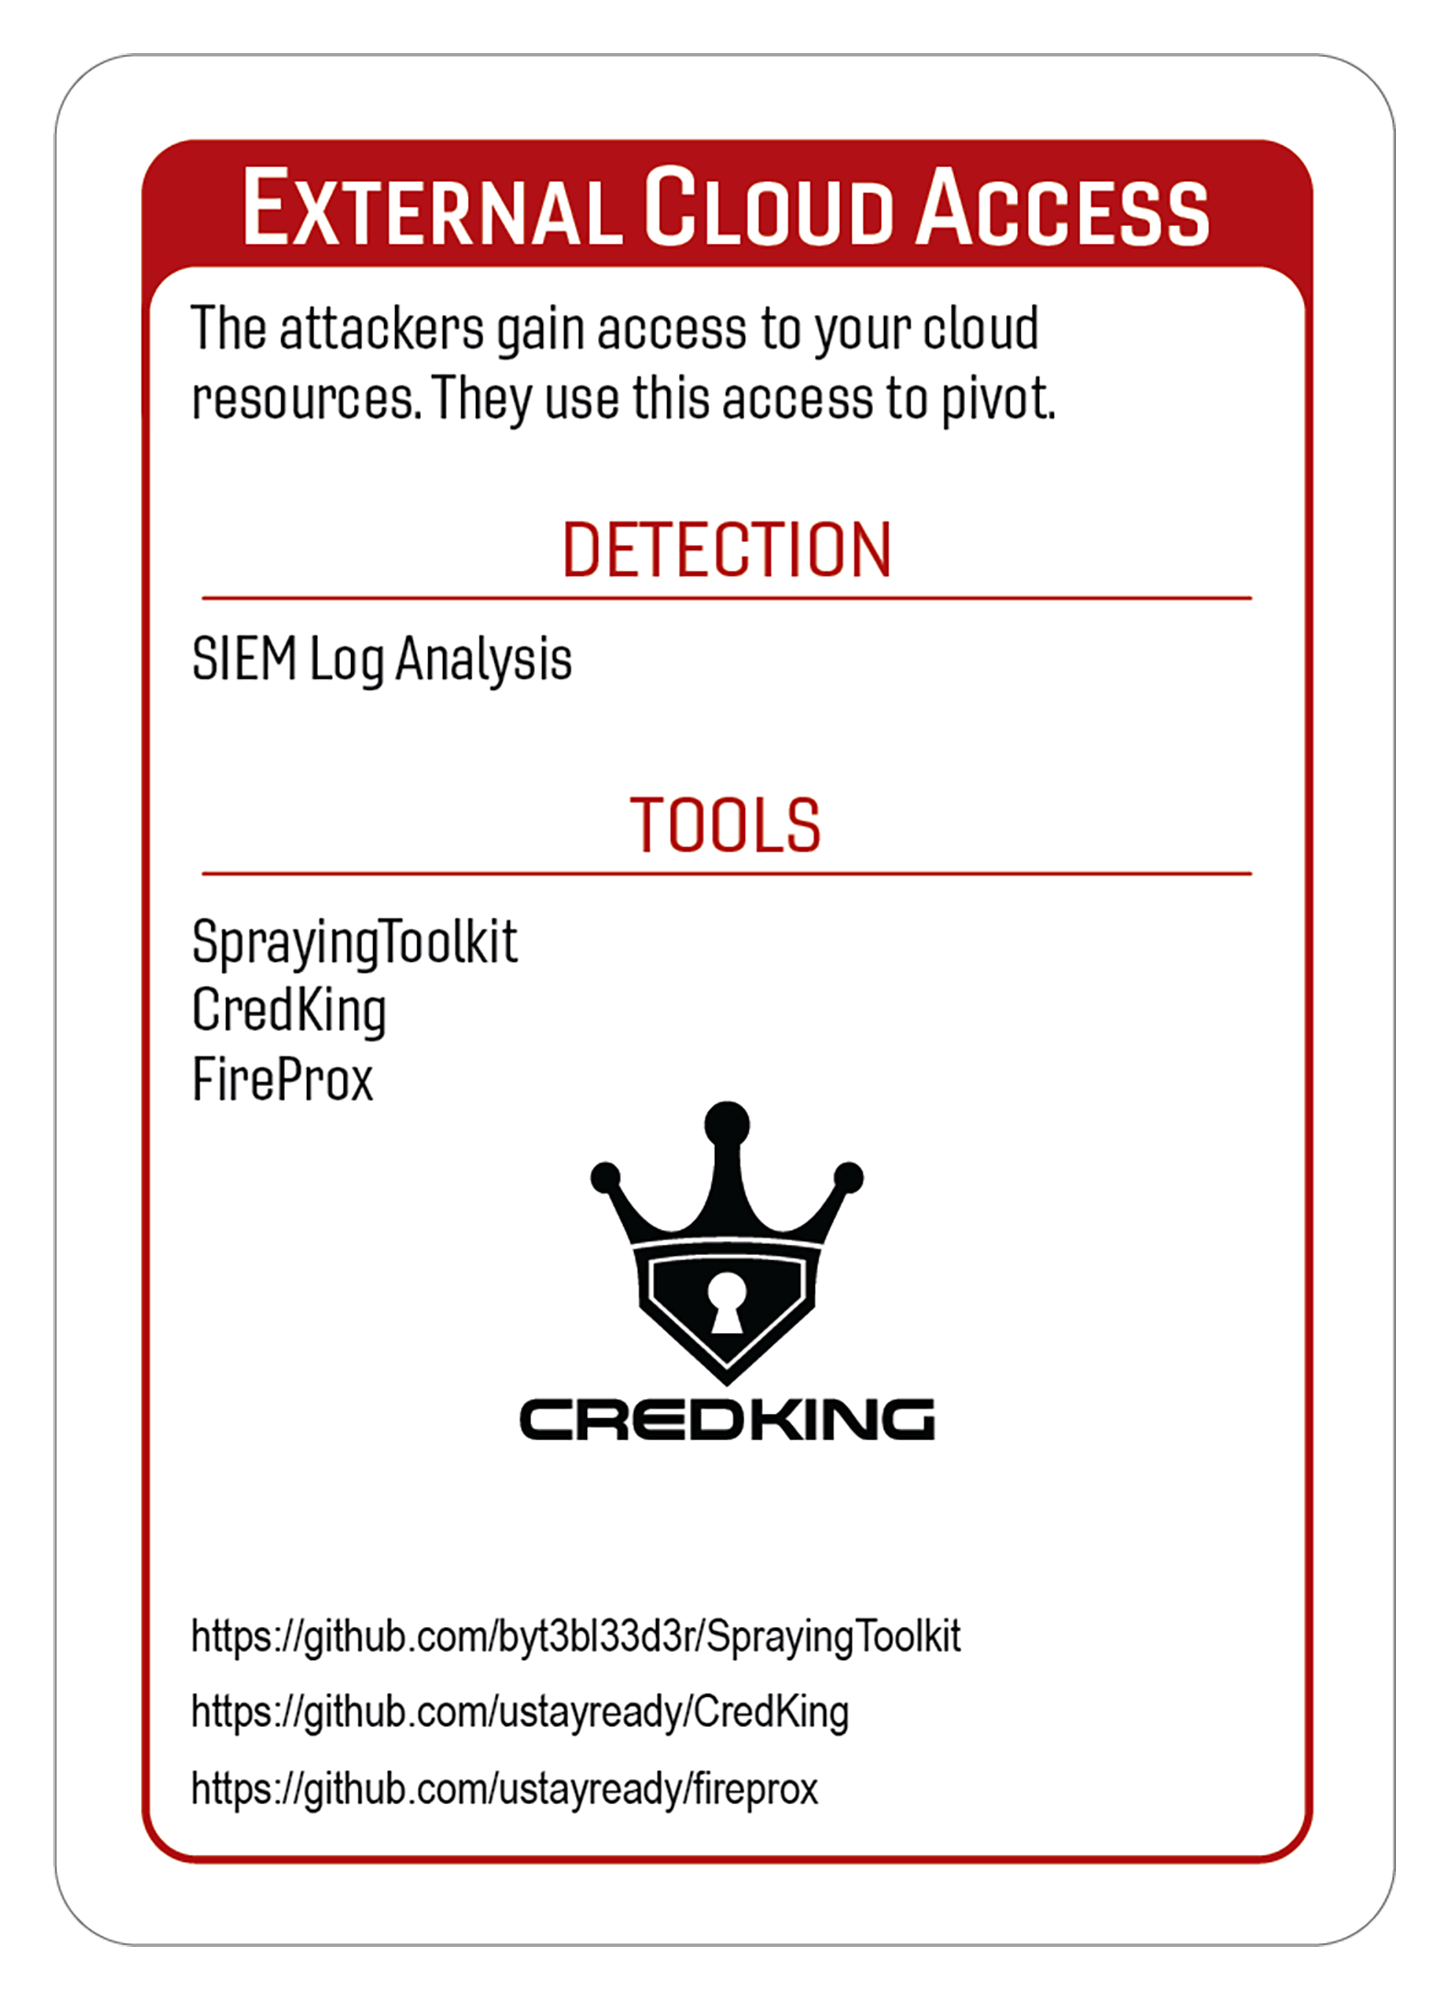 External Cloud Access
The attackers gain access to your cloud
resources. They use this access to pivot.
DETECTION
SIEM Log Analysis
TOOLS
SprayingToolkit
CredKing
FireProx
CREDKING
https://github.com/byt3bl33d3r/SprayingToolkit
https://github.com/ustayready/CredKing
https://github.com/ustayready/fireprox